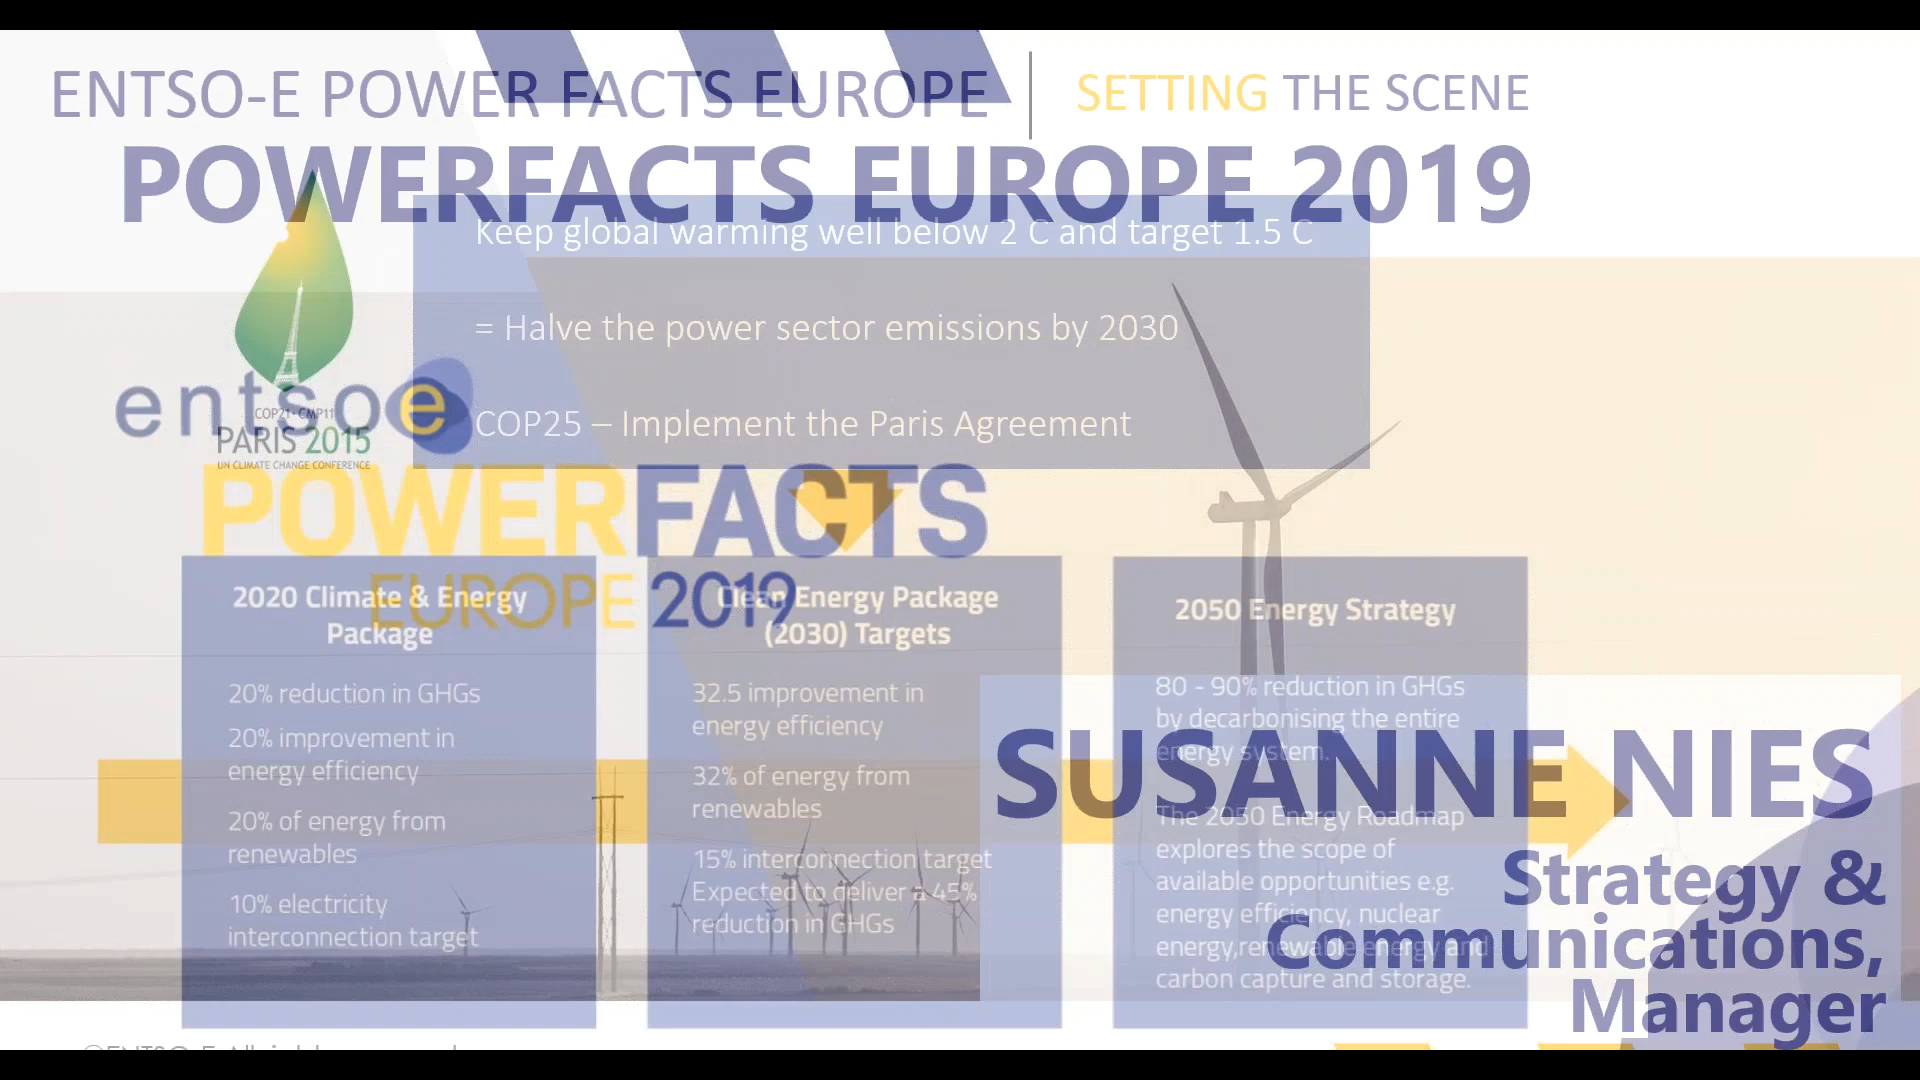 ENTSO-E POWER FACTS EUROPE
SETTING THE SCENE
POWERFACTS EUROPE 2019
Keep global warming well below 2 C and target 1.5 C
= Halve the power sector emissions by 2030
COP25 – Implement the Paris Agreement
entsoe
COP21·CMP11
PARIS 2015
UN CLIMATE CHANGE CONFERENCE
POWERFACTS
EUROPE 2019
2020 Climate & Energy
Package
20% reduction in GHGs
20% improvement in
energy efficiency
20% of energy from
renewables
10% electricity
interconnection target
Clean Energy Package
(2030) Targets
32.5 improvement in
energy efficiency
32% of energy from
renewables
15% interconnection target
Expected to deliver a 45%
reduction in GHGs
2050 Energy Strategy
80 - 90% reduction in GHGs
by decarbonising the entire
energy system.
The 2050 Energy Roadmap
explores the scope of
available opportunities e.g.
energy efficiency, nuclear
energy,renewable energy and
carbon capture and storage.
SUSANNE NIES
Strategy &
Communications,
Manager